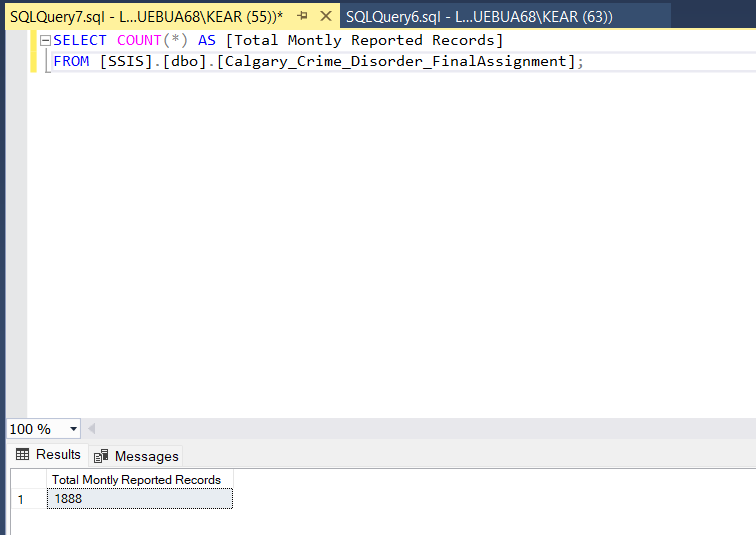 SQLQuery7.sql - L...UEBUA68\KEAR (55))* SQLQuery6.sql - L...UEBUA68\KEAR (63))
SELECT COUNT(*) AS [Total Montly Reported Records]
FROM [SSIS].[dbo].[Calgary_Crime_Disorder_FinalAssignment];
100 %
Results Messages
Total Montly Reported Records
1 1888